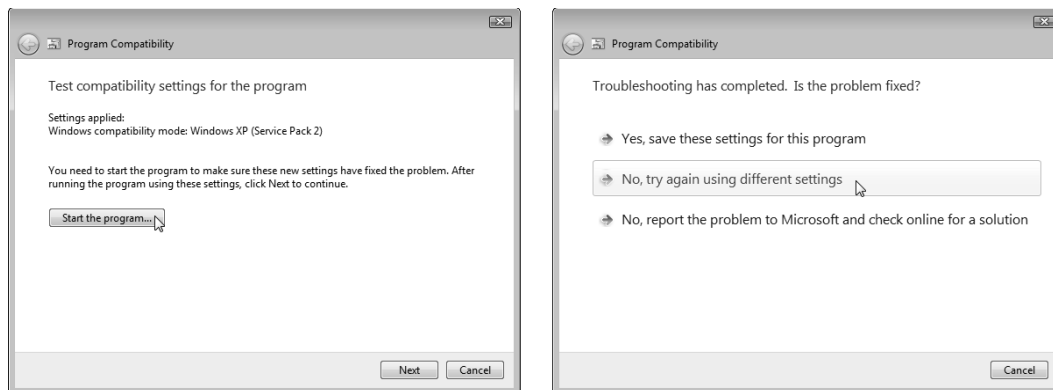 Program Compatibility
Test compatibility settings for the program
Settings applied:
Windows compatibility mode: Windows XP (Service Pack 2)
You need to start the program to make sure these new settings have fixed the problem. After
running the program using these settings, click Next to continue.
Start the program...
Next
Cancel
Program Compatibility
Troubleshooting has completed. Is the problem fixed?
Yes, save these settings for this program
No, try again using different settings
No, report the problem to Microsoft and check online for a solution
Cancel